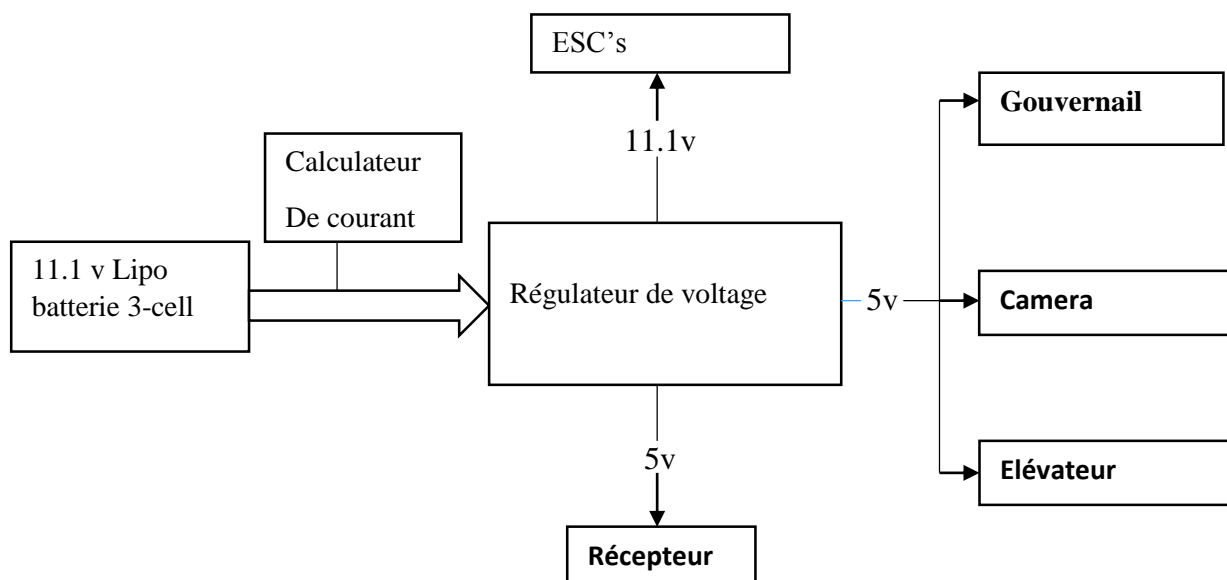 ESC’s
11.1v
Gouvernail
Calculateur
De courant
11.1 v Lipo
batterie 3-cell
Régulateur de voltage
5v
Camera
5v
Elévateur
Récepteur